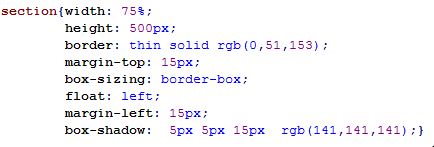 section{width: 75%;
height: 500px;
border: thin solid rgb(0,51,153);
margin-top: 15px;
box-sizing: border-box;
float: left;
margin-left: 15px;
box-shadow:  5px 5px 15px  rgb(141,141,141);}